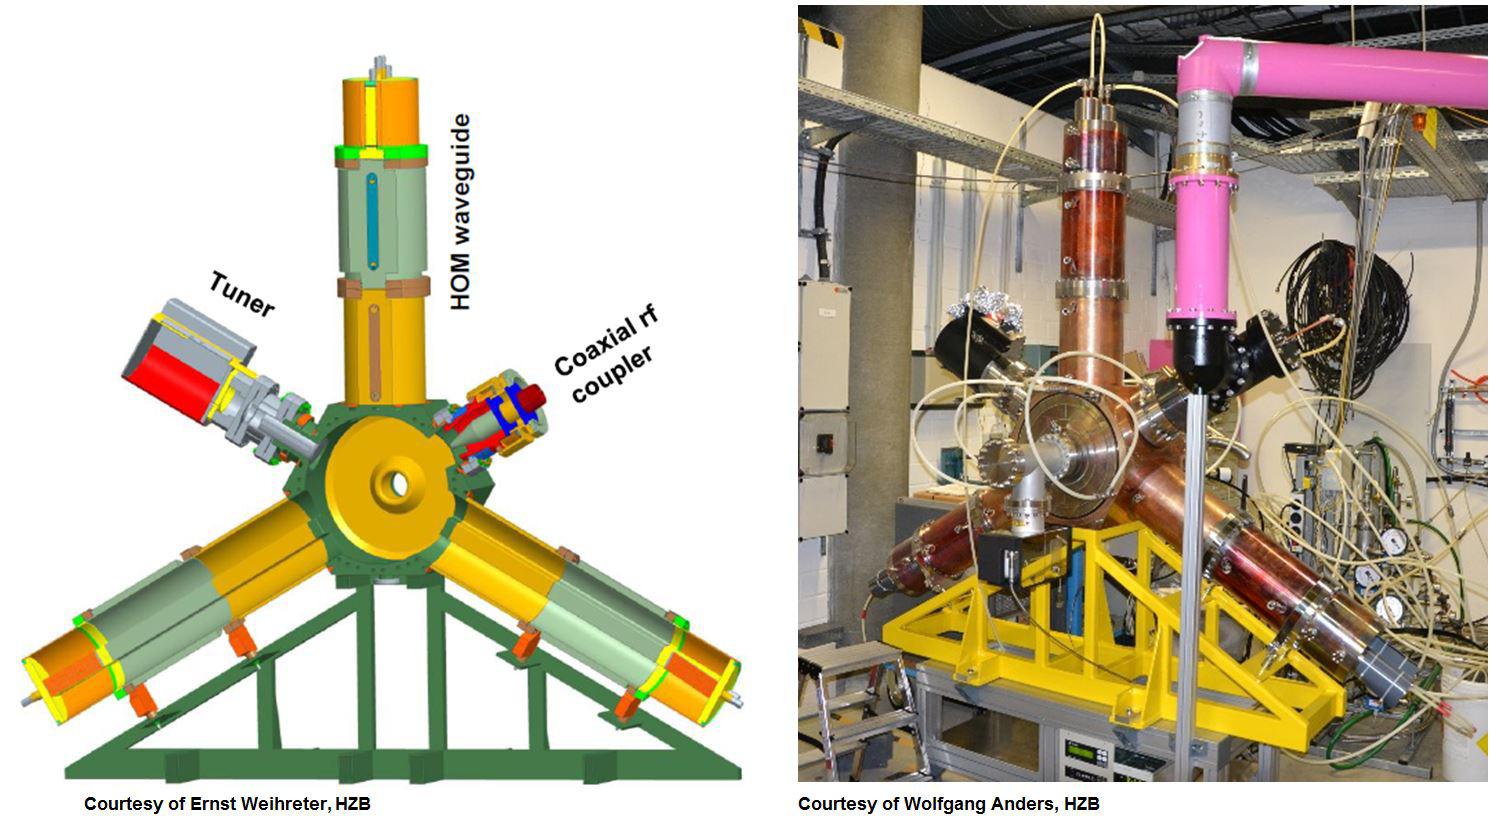 HOM waveguide
Tuner
Coaxial rf
coupler
Courtesy of Ernst Weihreter, HZB
Courtesy of Wolfgang Anders, HZB